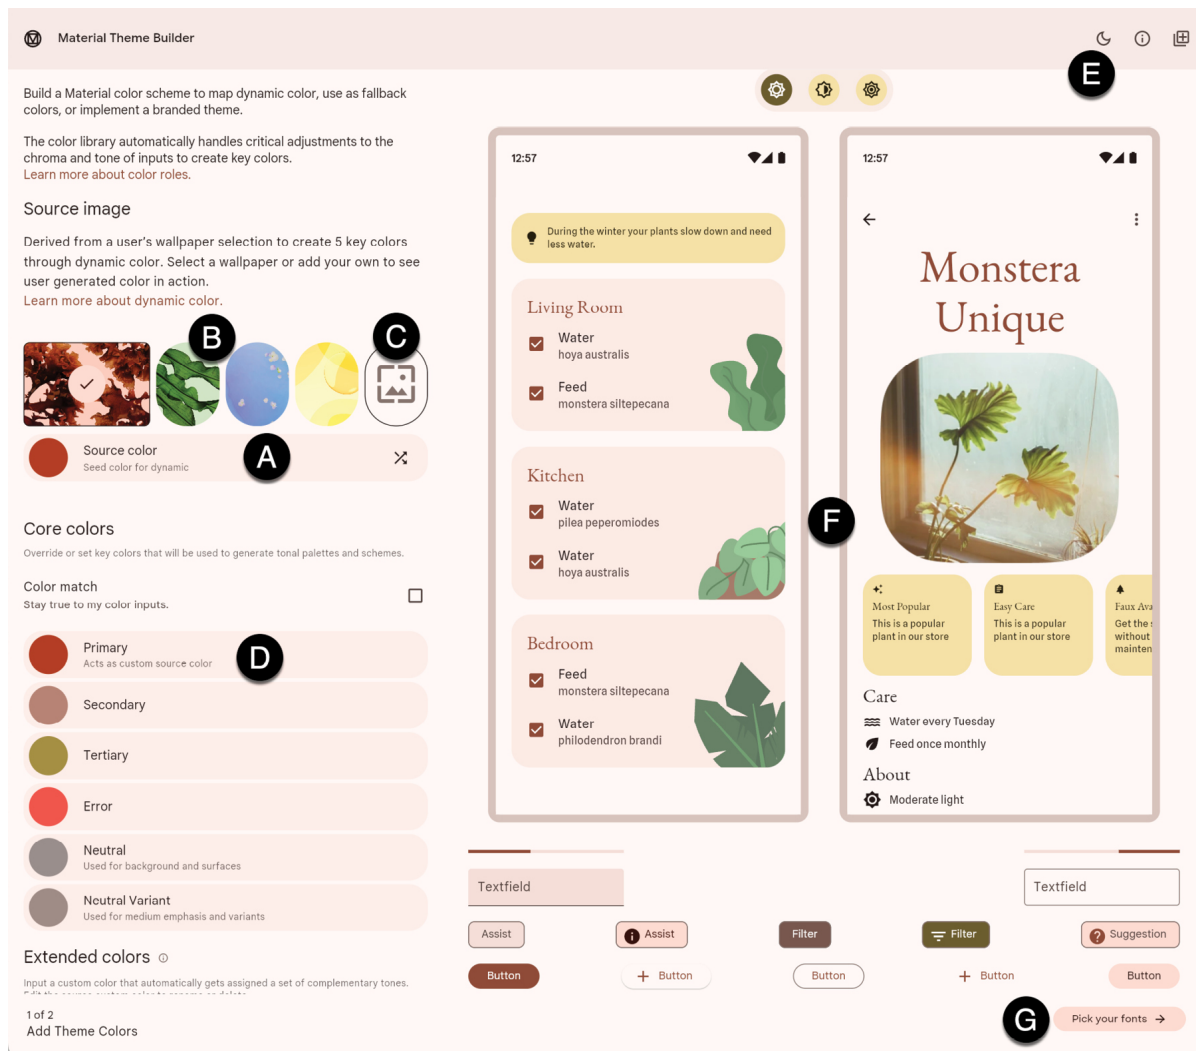 Material Theme Builder
E
Build a Material color scheme to map dynamic color, use as fallback
colors, or implement a branded theme.
The color library automatically handles critical adjustments to the
chroma and tone of inputs to create key colors.
Learn more about color roles.
Source image
Derived from a user's wallpaper selection to create 5 key colors
through dynamic color. Select a wallpaper or add your own to see
user generated color in action.
Learn more about dynamic color.
B
C
Source color
Seed color for dynamic
A
Core colors
Override or set key colors that will be used to generate tonal palettes and schemes.
Color match
Stay true to my color inputs.
Primary
Acts as custom source color
D
Secondary
Tertiary
Error
Neutral
Used for background and surfaces
Neutral Variant
Used for medium emphasis and variants
Extended colors
Input a custom color that automatically gets assigned a set of complementary tones.
1 of 2
Add Theme Colors
12:57
During the winter your plants slow down and need
less water.
Living Room
Water
hoya australis
Feed
monstera siltepecana
Kitchen
Water
pilea peperomiodes
Water
hoya australis
Bedroom
Feed
monstera siltepecana
Water
philodendron brandi
F
12:57
Monstera
Unique
Most Popular
This is a popular
plant in our store
Easy Care
This is a popular
plant in our store
Faux Ava
Get the s
without
mainten
Care
Water every Tuesday
Feed once monthly
About
Moderate light
Textfield
Textfield
Assist
Assist
Filter
Filter
Suggestion
Button
Button
Button
Button
Button
G
Pick your fonts